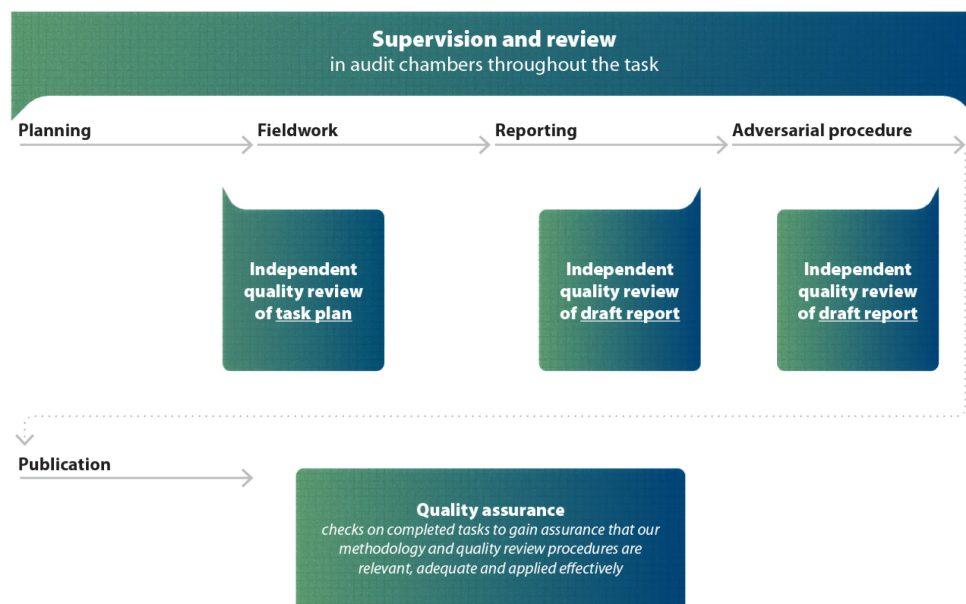 Supervision and review
in audit chambers throughout the task
Planning
Fieldwork
Reporting
Adversarial procedure
Independent
quality review
of task plan
Independent
quality review
of draft report
Independent
quality review
of draft report
Publication
Quality assurance
checks on completed tasks to gain assurance that our
methodology and quality review procedures are
relevant, adequate and applied effectively